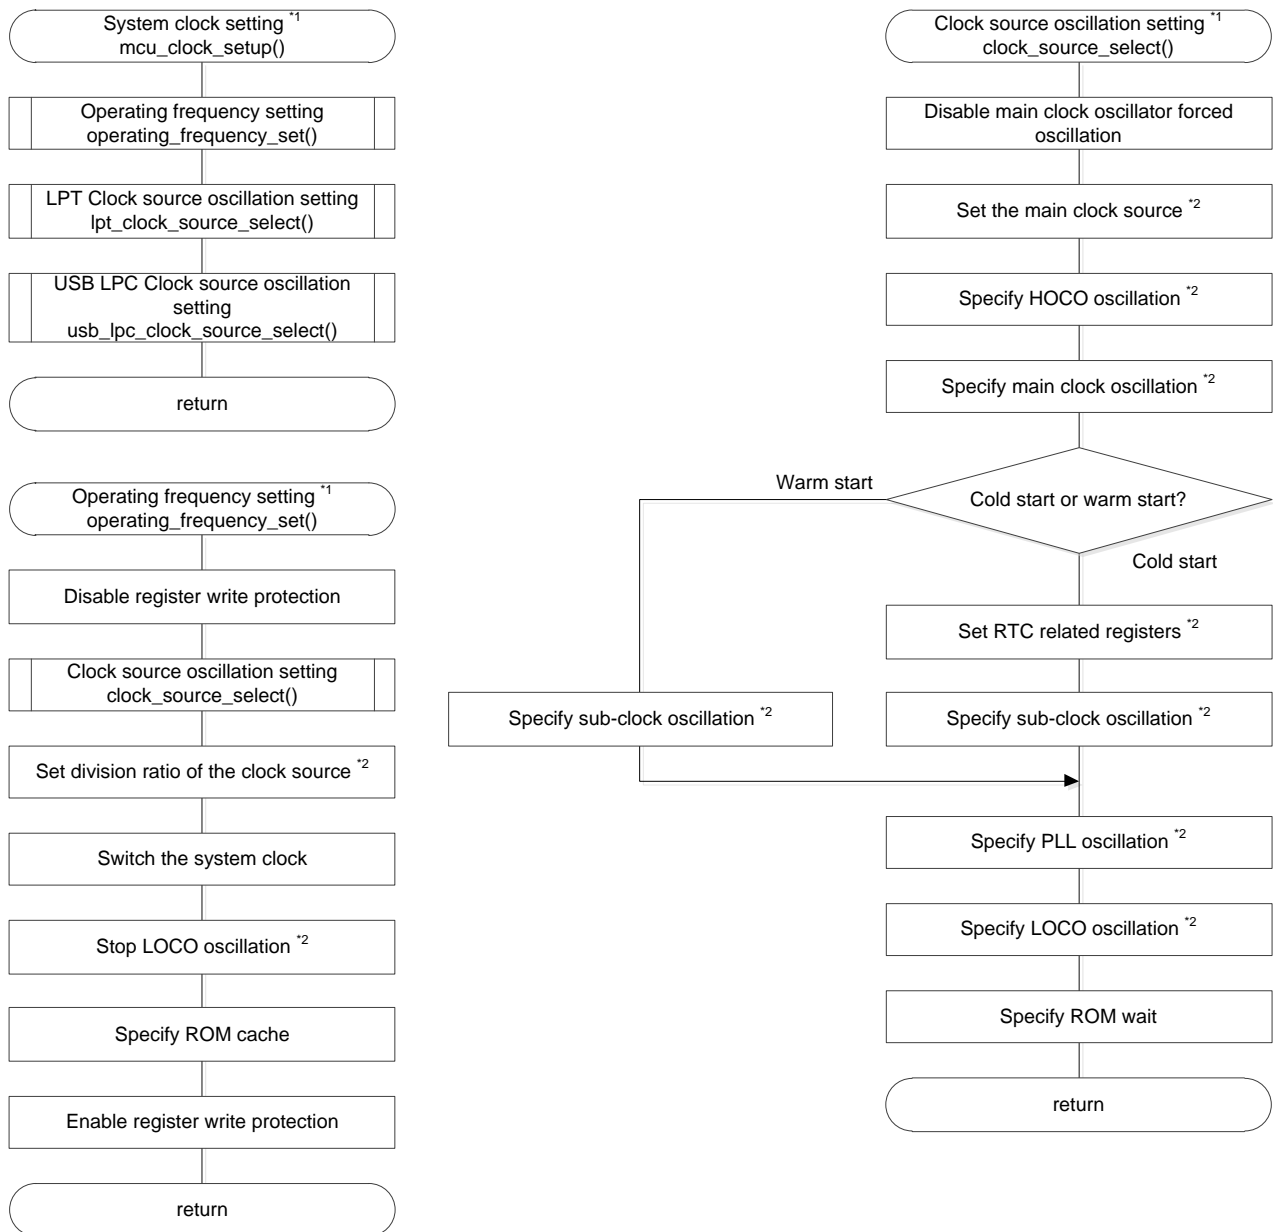 System clock setting *1
mcu_clock_setup()
Operating frequency setting
operating_frequency_set()
LPT Clock source oscillation setting
lpt_clock_source_select()
USB LPC Clock source oscillation
setting
usb_lpc_clock_source_select()
return
Operating frequency setting *1
operating_frequency_set()
Disable register write protection
Clock source oscillation setting
clock_source_select()
Set division ratio of the clock source *2
Switch the system clock
Stop LOCO oscillation *2
Specify ROM cache
Enable register write protection
return
Clock source oscillation setting *1
clock_source_select()
Disable main clock oscillator forced
oscillation
Set the main clock source *2
Specify HOCO oscillation *2
Specify main clock oscillation *2
Cold start or warm start?
Warm start
Cold start
Set RTC related registers *2
Specify sub-clock oscillation *2
Specify sub-clock oscillation *2
Specify PLL oscillation *2
Specify LOCO oscillation *2
Specify ROM wait
return